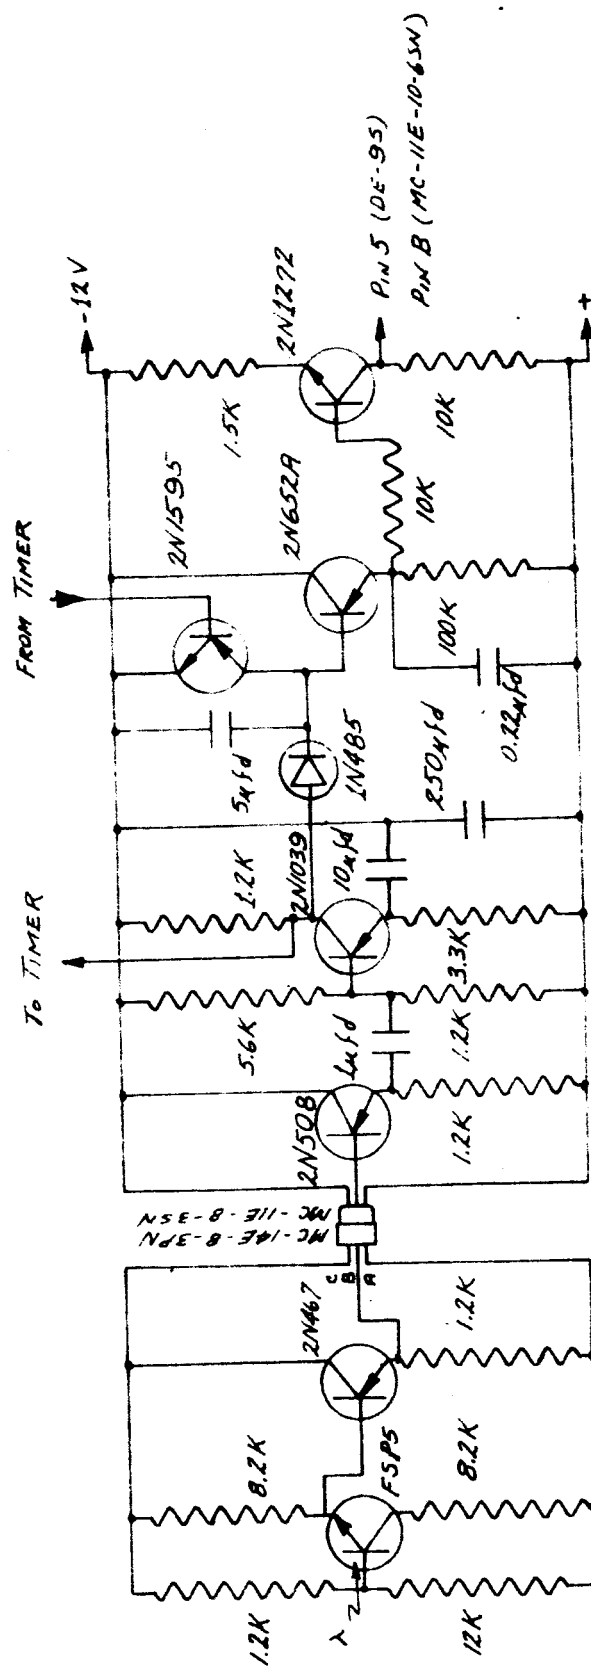 -12V
2N1272
PIN 5 (DE-9S)
PIN B (MC-11E-10-6SN)
+
1.5K
10K
10K
FROM TIMER
2N1595
2N652A
100K
0.22µfd
5µfd
1N485
250µfd
To TIMER
1.2K
2N1039
10µfd
3.3K
5.6K
1µfd
1.2K
2N508
1.2K
MC-11E-8-3SN
MC-14E-8-3PN
C
B
A
2N467
1.2K
8.2K
FSP5
8.2K
1.2K
λ
12K